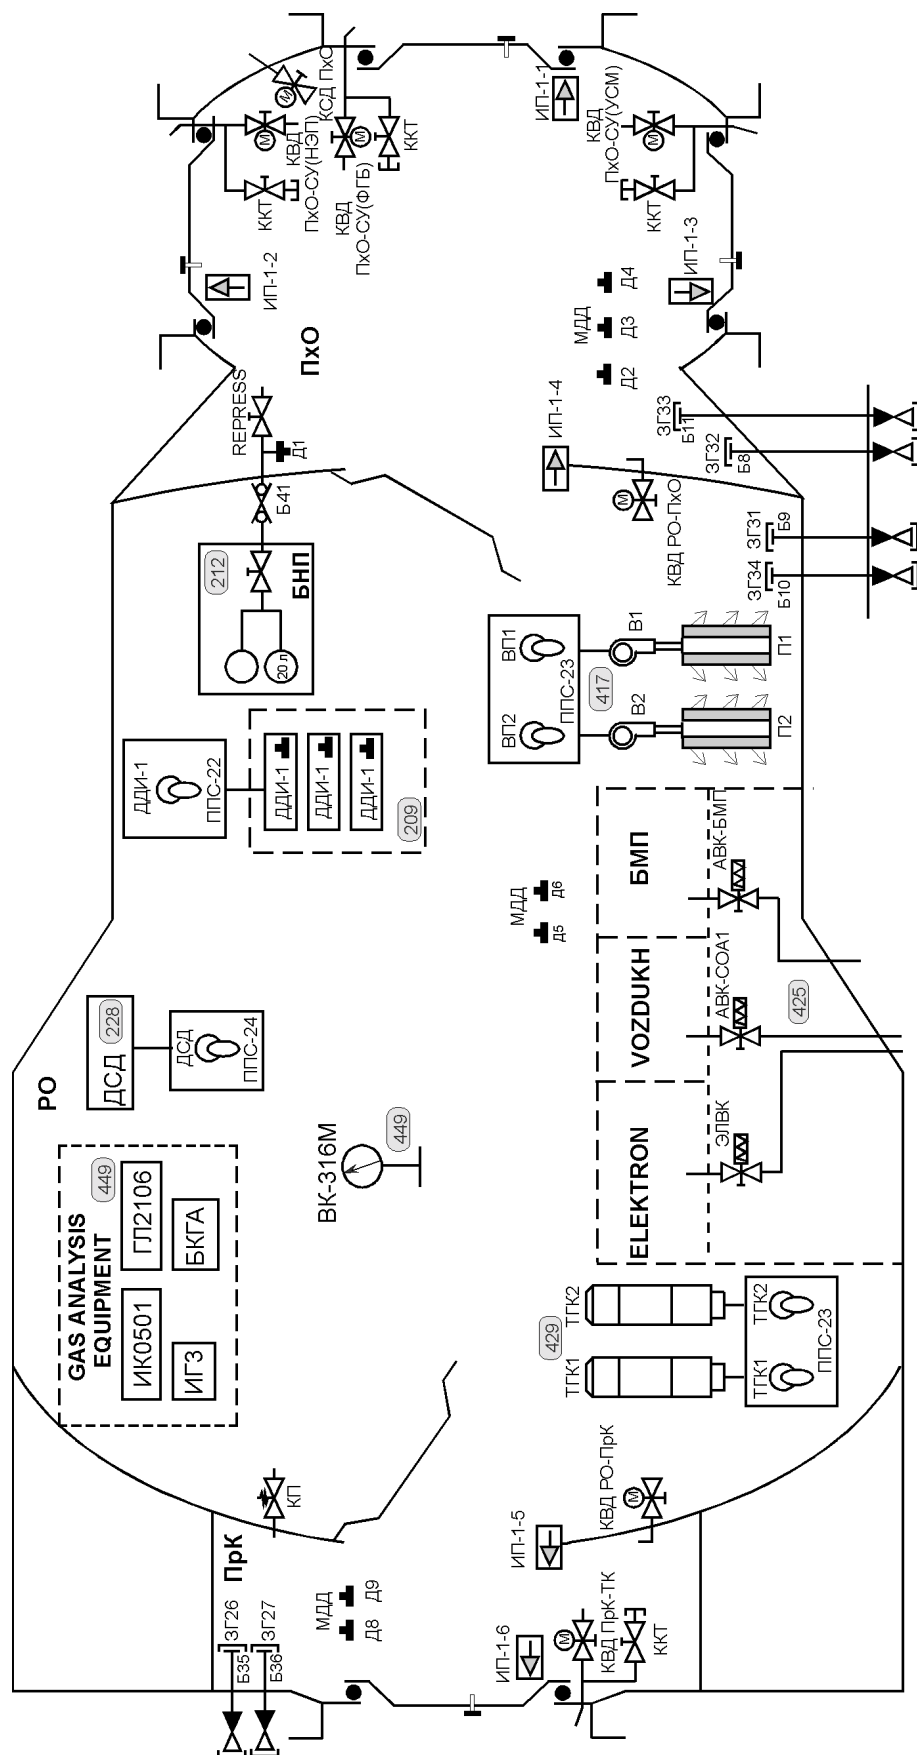 ПхО
РО
ПрК
КСД ПхО
КВД
ПхО-СУ(НЭП)
ККТ
КВД
ПхО-СУ(ФГБ)
ККТ
ИП-1-1
КВД
ПхО-СУ(УСМ)
ККТ
ИП-1-2
ИП-1-3
МДД
Д2
Д3
Д4
REPRESS
Д1
Б41
ИП-1-4
КВД РО-ПхО
ЗГ33
Б11
ЗГ32
Б8
ЗГ31
Б9
ЗГ34
Б10
212
БНП
20 л
ВП1
ВП2
ППС-23
417
В1
В2
П1
П2
ДДИ-1
ППС-22
ДДИ-1
ДДИ-1
ДДИ-1
209
МДД
Д5
Д6
БМП
АВК-БМП
VOZDUKH
АВК-СОА1
425
ELEKTRON
ЭЛВК
ДСД
228
ДСД
ППС-24
ВК-316М
449
GAS ANALYSIS
EQUIPMENT
449
ИК0501
ГЛ2106
ИГЗ
БКГА
429
ТГК1
ТГК2
ТГК1
ТГК2
ППС-23
КП
КВД РО-ПрК
ИП-1-5
ЗГ26
Б35
ЗГ27
Б36
МДД
Д8
Д9
ИП-1-6
КВД ПрК-ТК
ККТ
М
М
М
М
М
М
М